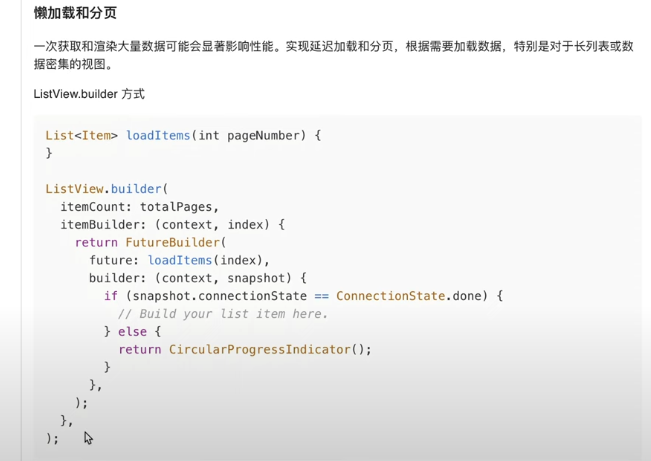 懒加载和分页
一次获取和渲染大量数据可能会显著影响性能。实现延迟加载和分页，根据需要加载数据，特别是对于长列表或数
据密集的视图。
ListView.builder 方式
List<Item> loadItems(int pageNumber) {
}
ListView.builder(
  itemCount: totalPages,
  itemBuilder: (context, index) {
    return FutureBuilder(
      future: loadItems(index),
      builder: (context, snapshot) {
        if (snapshot.connectionState == ConnectionState.done) {
          // Build your list item here.
        } else {
          return CircularProgressIndicator();
        }
      },
    );
  },
);